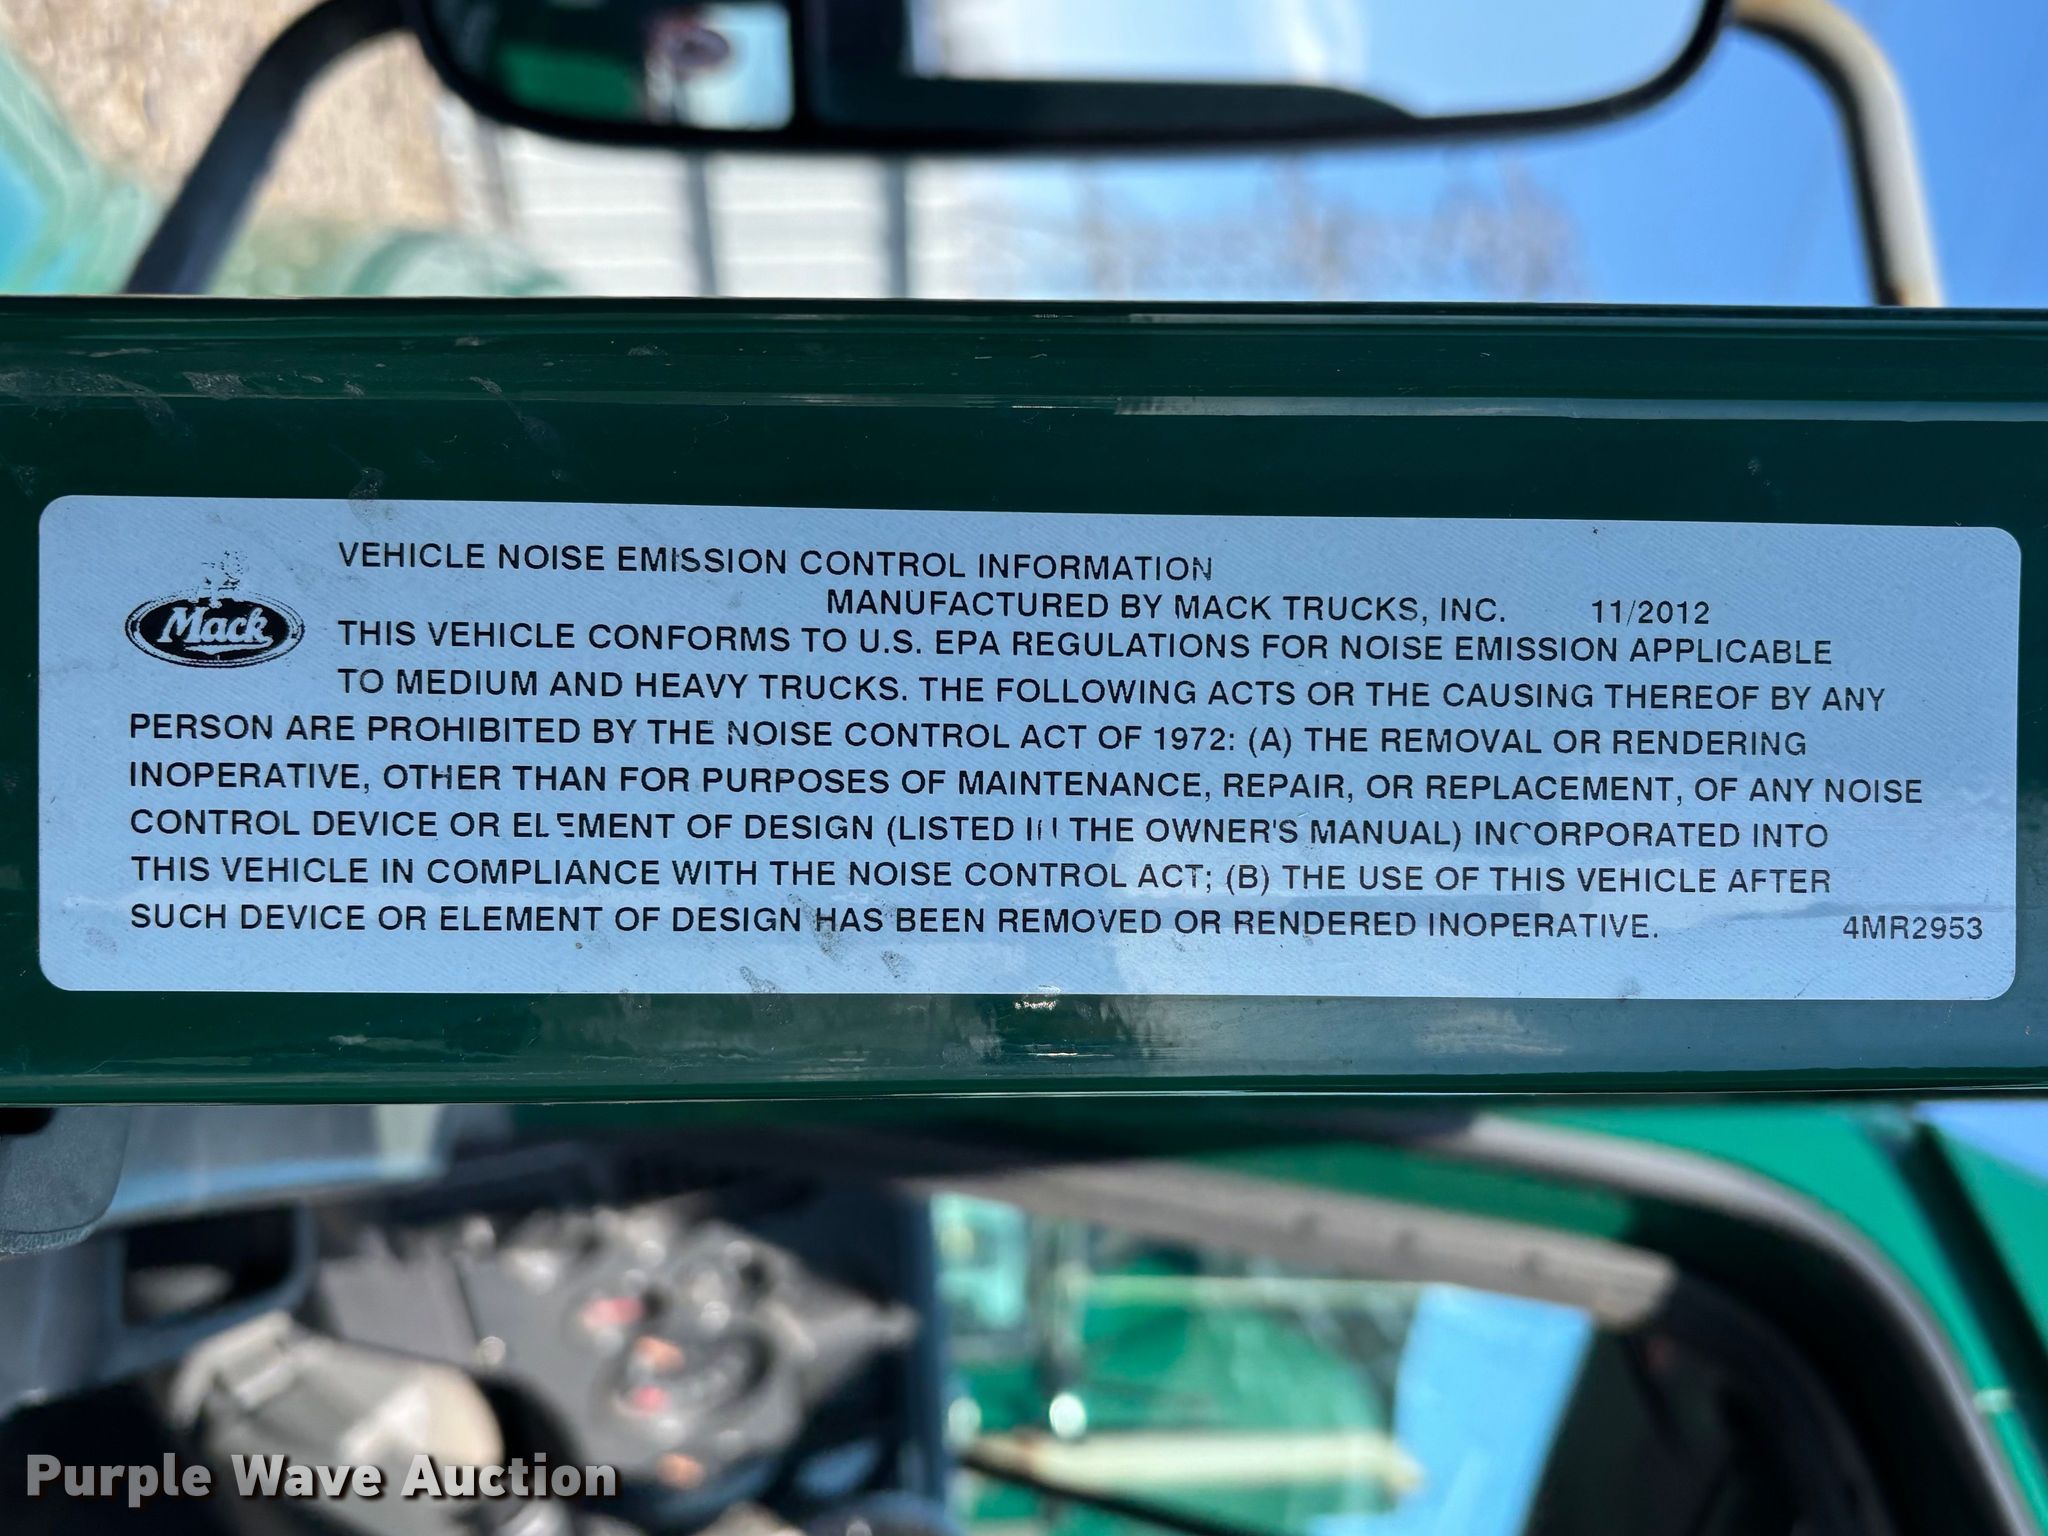 VEHICLE NOISE EMISSION CONTROL INFORMATION
MANUFACTURED BY MACK TRUCKS, INC. 11/2012
Mack
THIS VEHICLE CONFORMS TO U.S. EPA REGULATIONS FOR NOISE EMISSION APPLICABLE
TO MEDIUM AND HEAVY TRUCKS. THE FOLLOWING ACTS OR THE CAUSING THEREOF BY ANY
PERSON ARE PROHIBITED BY THE NOISE CONTROL ACT OF 1972: (A) THE REMOVAL OR RENDERING
INOPERATIVE, OTHER THAN FOR PURPOSES OF MAINTENANCE, REPAIR, OR REPLACEMENT, OF ANY NOISE
CONTROL DEVICE OR ELEMENT OF DESIGN (LISTED IN THE OWNER'S MANUAL) INCORPORATED INTO
THIS VEHICLE IN COMPLIANCE WITH THE NOISE CONTROL ACT; (B) THE USE OF THIS VEHICLE AFTER
SUCH DEVICE OR ELEMENT OF DESIGN HAS BEEN REMOVED OR RENDERED INOPERATIVE. 4MR2953
Purple Wave Auction